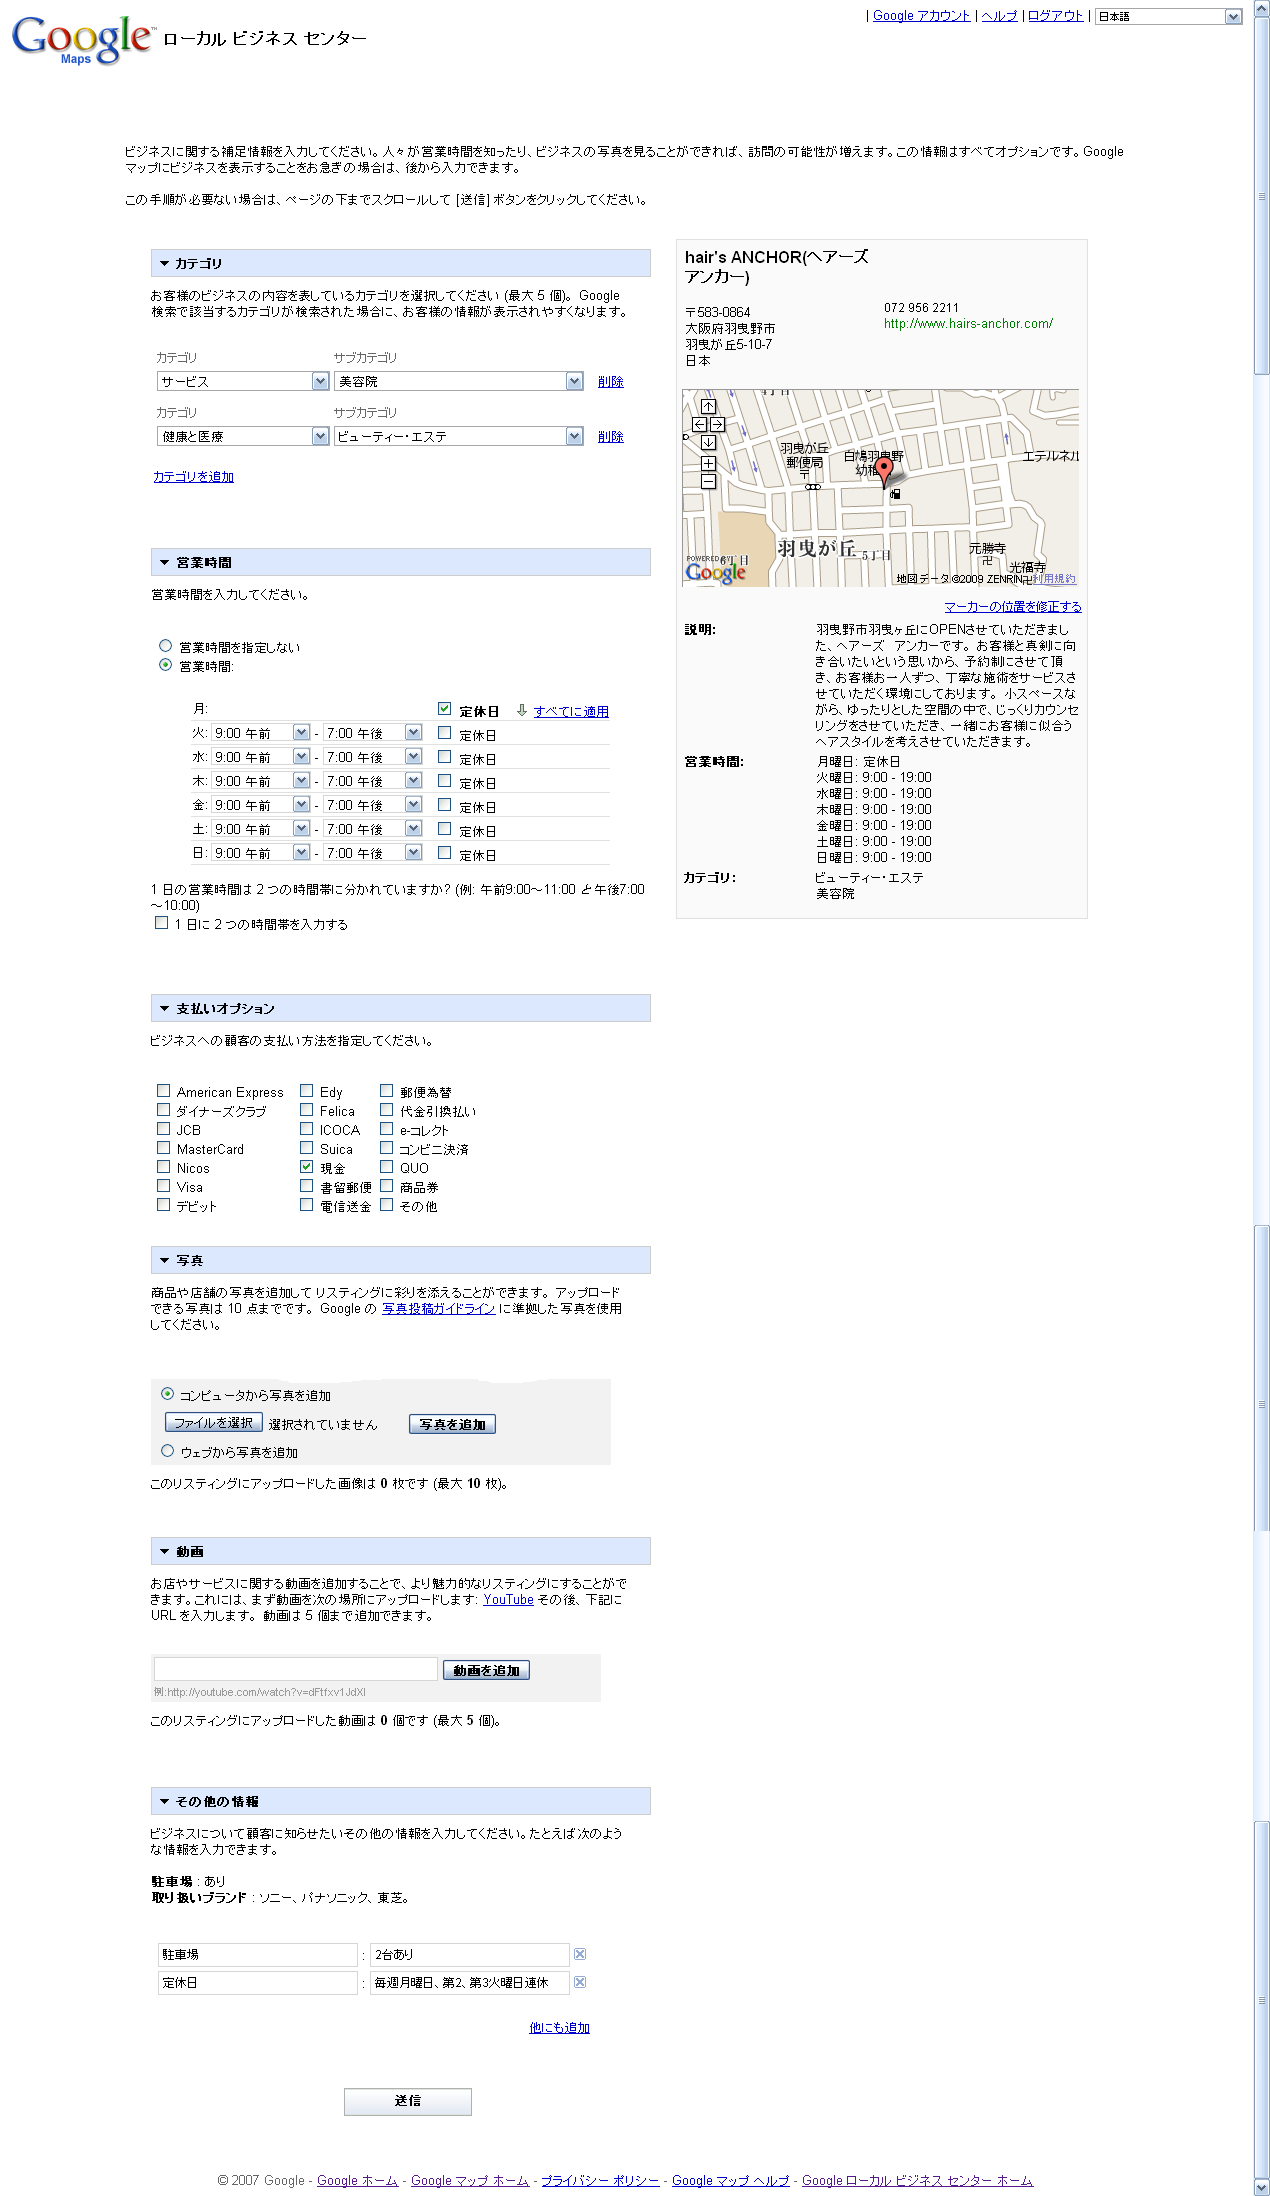 Google™ Maps ローカル ビジネス センター
| Google アカウント | ヘルプ | ログアウト | 日本語
ビジネスに関する補足情報を入力してください。人々が営業時間を知ったり、ビジネスの写真を見ることができれば、訪問の可能性が増えます。この情報はすべてオプションです。Google
マップにビジネスを表示することをお急ぎの場合は、後から入力できます。
この手順が必要ない場合は、ページの下までスクロールして [送信] ボタンをクリックしてください。
カテゴリ
お客様のビジネスの内容を表しているカテゴリを選択してください (最大 5 個)。 Google
検索で該当するカテゴリが検索された場合に、お客様の情報が表示されやすくなります。
カテゴリ サブカテゴリ
サービス 美容院 削除
カテゴリ サブカテゴリ
健康と医療 ビューティー・エステ 削除
カテゴリを追加
営業時間
営業時間を入力してください。
営業時間を指定しない
営業時間:
月: 定休日 すべてに適用
火: 9:00 午前 - 7:00 午後 定休日
水: 9:00 午前 - 7:00 午後 定休日
木: 9:00 午前 - 7:00 午後 定休日
金: 9:00 午前 - 7:00 午後 定休日
土: 9:00 午前 - 7:00 午後 定休日
日: 9:00 午前 - 7:00 午後 定休日
1 日の営業時間は 2 つの時間帯に分かれていますか? (例: 午前9:00～11:00 と午後7:00
～10:00)
1 日に 2 つの時間帯を入力する
支払いオプション
ビジネスへの顧客の支払い方法を指定してください。
American Express Edy 郵便為替
ダイナーズクラブ Felica 代金引換払い
JCB ICOCA e-コレクト
MasterCard Suica コンビニ決済
Nicos 現金 QUO
Visa 書留郵便 商品券
デビット 電信送金 その他
写真
商品や店舗の写真を追加して リスティングに彩りを添えることができます。 アップロード
できる写真は 10 点までです。 Google の 写真投稿ガイドライン に準拠した写真を使用
してください。
コンピュータから写真を追加
ファイルを選択 選択されていません 写真を追加
ウェブから写真を追加
このリスティングにアップロードした画像は 0 枚です (最大 10 枚)。
動画
お店やサービスに関する動画を追加することで、より魅力的なリスティングにすることがで
きます。これには、まず動画を次の場所にアップロードします: YouTube その後、下記に
URL を入力します。 動画は 5 個まで追加できます。
動画を追加
例:http://youtube.com/watch?v=dFtfxv1JdXI
このリスティングにアップロードした動画は 0 個です (最大 5 個)。
その他の情報
ビジネスについて顧客に知らせたいその他の情報を入力してください。たとえば次のよう
な情報を入力できます。
駐車場 : あり
取り扱いブランド : ソニー、パナソニック、東芝。
駐車場 : 2台あり
定休日 : 毎週月曜日、第2、第3火曜日連休
他にも追加
送信
hair's ANCHOR(ヘアーズ
アンカー)
〒583-0864
大阪府羽曳野市
羽曳が丘5-10-7
日本
072 956 2211
http://www.hairs-anchor.com/
羽曳が丘
郵便局
〒
白鳩羽曳野
エテルネル
羽曳が丘 5丁目
6丁目
元勝寺
卍
光福寺
POWERED BY
Google
地図データ ©2009 ZENRIN 利用規約
マーカーの位置を修正する
説明: 羽曳野市羽曳ヶ丘にOPENさせていただきまし
た、ヘアーズ アンカーです。 お客様と真剣に向
き合いたいという思いから、予約制にさせて頂
き、お客様お一人ずつ、丁寧な施術をサービスさ
せていただく環境にしております。 小スペースな
がら、ゆったりとした空間の中で、じっくりカウンセ
リングをさせていただき、一緒にお客様に似合う
ヘアスタイルを考えさせていただきます。
営業時間: 月曜日: 定休日
火曜日: 9:00 - 19:00
水曜日: 9:00 - 19:00
木曜日: 9:00 - 19:00
金曜日: 9:00 - 19:00
土曜日: 9:00 - 19:00
日曜日: 9:00 - 19:00
カテゴリ: ビューティー・エステ
美容院
© 2007 Google - Google ホーム - Google マップ ホーム - プライバシー ポリシー - Google マップ ヘルプ - Google ローカル ビジネス センター ホーム